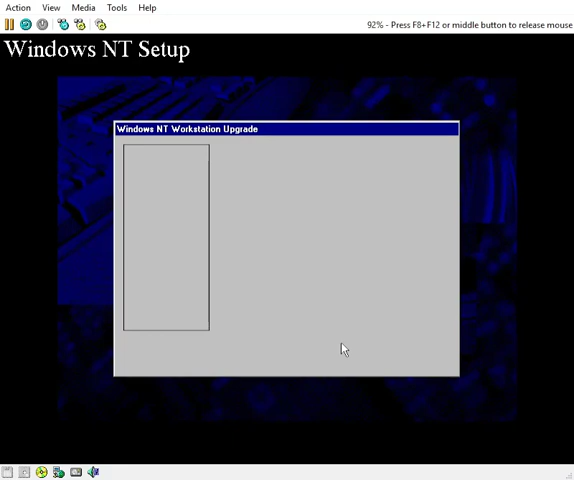 Action View Media Tools Help
92% - Press F8+F12 or middle button to release mouse
Windows NT Setup
Windows NT Workstation Upgrade